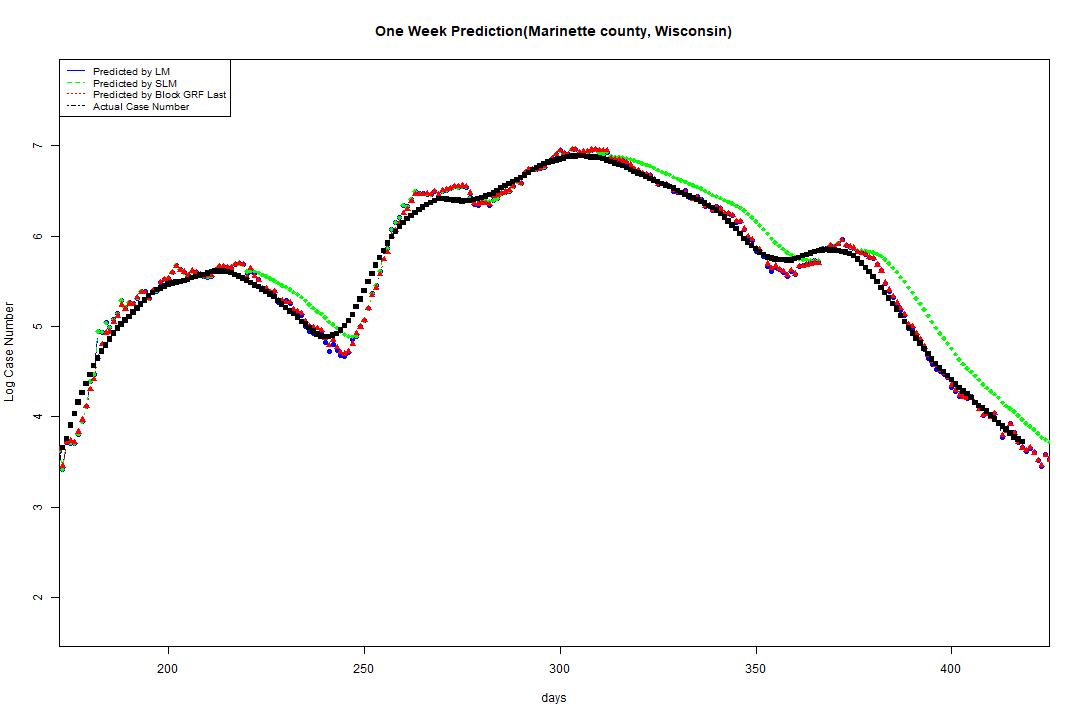 One Week Prediction(Marinette county, Wisconsin)
Predicted by LM
Predicted by SLM
Predicted by Block GRF Last
Actual Case Number
Log Case Number
7
6
5
4
3
2
200 250 300 350 400
days